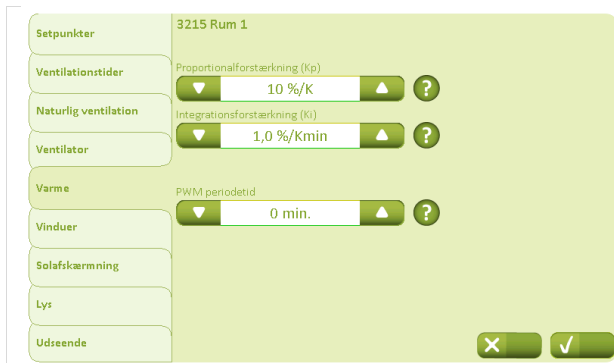 3215 Rum 1
Setpunkter
Ventilationstider
Naturlig ventilation
Ventilator
Varme
Vinduer
Solafskærmning
Lys
Udseende
Proportionalforstærkning (Kp)
10 %/K
?
Integrationsforstærkning (Ki)
1,0 %/Kmin
?
PWM periodetid
0 min.
?